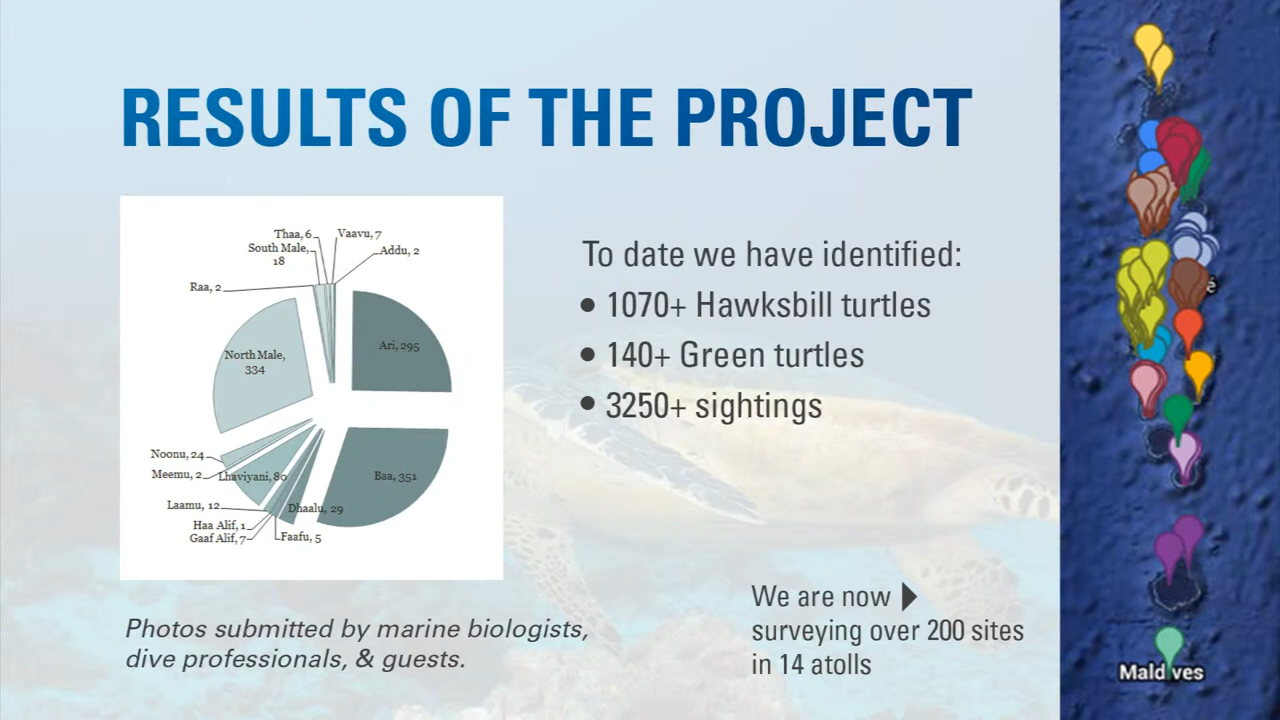 RESULTS OF THE PROJECT
Thaa, 6
Vaavu, 7
South Male,
18
Addu, 2
Raa, 2
Ari, 295
North Male,
334
Noonu, 24
Meemu, 2
Lhaviyani, 80
Baa, 351
Laamu, 12
Dhaalu, 29
Haa Alif, 1
Gaaf Alif, 7
Faafu, 5
To date we have identified:
• 1070+ Hawksbill turtles
• 140+ Green turtles
• 3250+ sightings
Photos submitted by marine biologists,
dive professionals, & guests.
We are now
surveying over 200 sites
in 14 atolls
Maldives